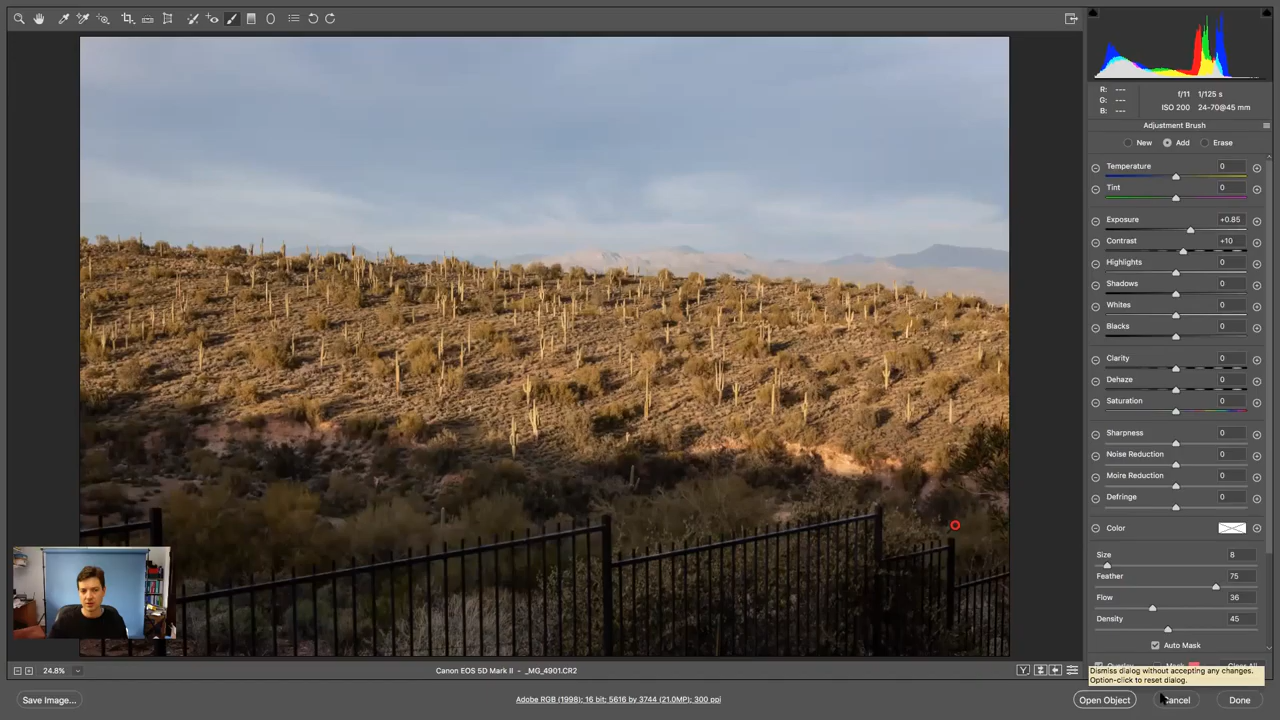 R: ---
G: ---
B: ---
f/11 1/125 s
ISO 200 24-70@45 mm
Adjustment Brush
New Add Erase
Temperature 0
Tint 0
Exposure +0.85
Contrast +10
Highlights 0
Shadows 0
Whites 0
Blacks 0
Clarity 0
Dehaze 0
Saturation 0
Sharpness 0
Noise Reduction 0
Moire Reduction 0
Defringe 0
Color
Size 8
Feather 75
Flow 36
Density 45
Auto Mask
Dismiss dialog without accepting any changes.
Option-click to reset dialog.
24.8% Canon EOS 5D Mark II - _MG_4901.CR2 Y
Save Image... Adobe RGB (1998); 16 bit; 5616 by 3744 (21.0MP); 300 ppi Open Object Cancel Done